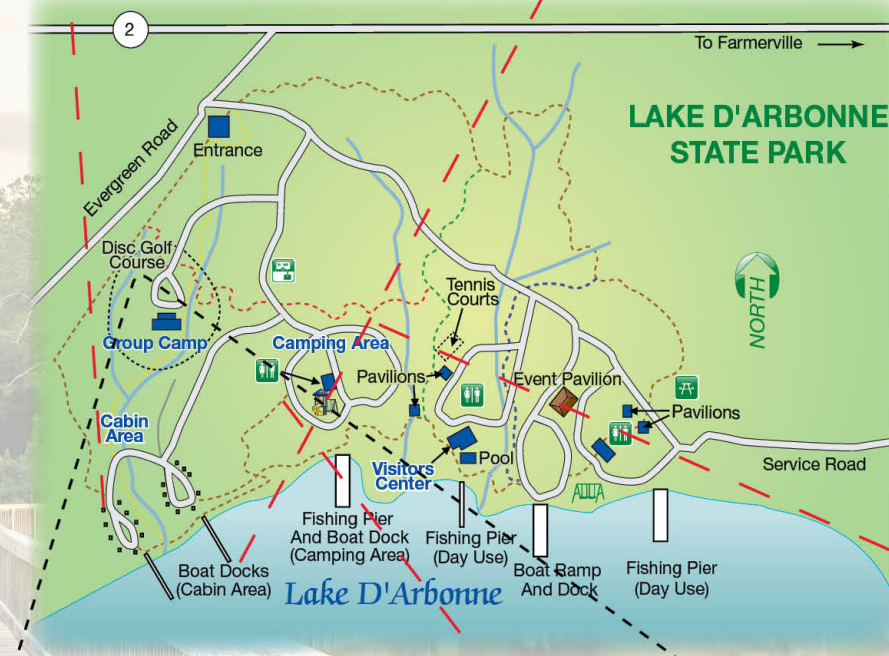 2
To Farmerville
LAKE D'ARBONNE
STATE PARK
Evergreen Road
Entrance
Disc Golf
Course
Tennis
Courts
NORTH
Group Camp
Camping Area
Pavilions
Event Pavilion
Pavilions
Cabin
Area
Visitors
Center
Pool
Service Road
Fishing Pier
And Boat Dock
(Camping Area)
Fishing Pier
(Day Use)
Boat Docks
(Cabin Area)
Boat Ramp
And Dock
Fishing Pier
(Day Use)
Lake D'Arbonne